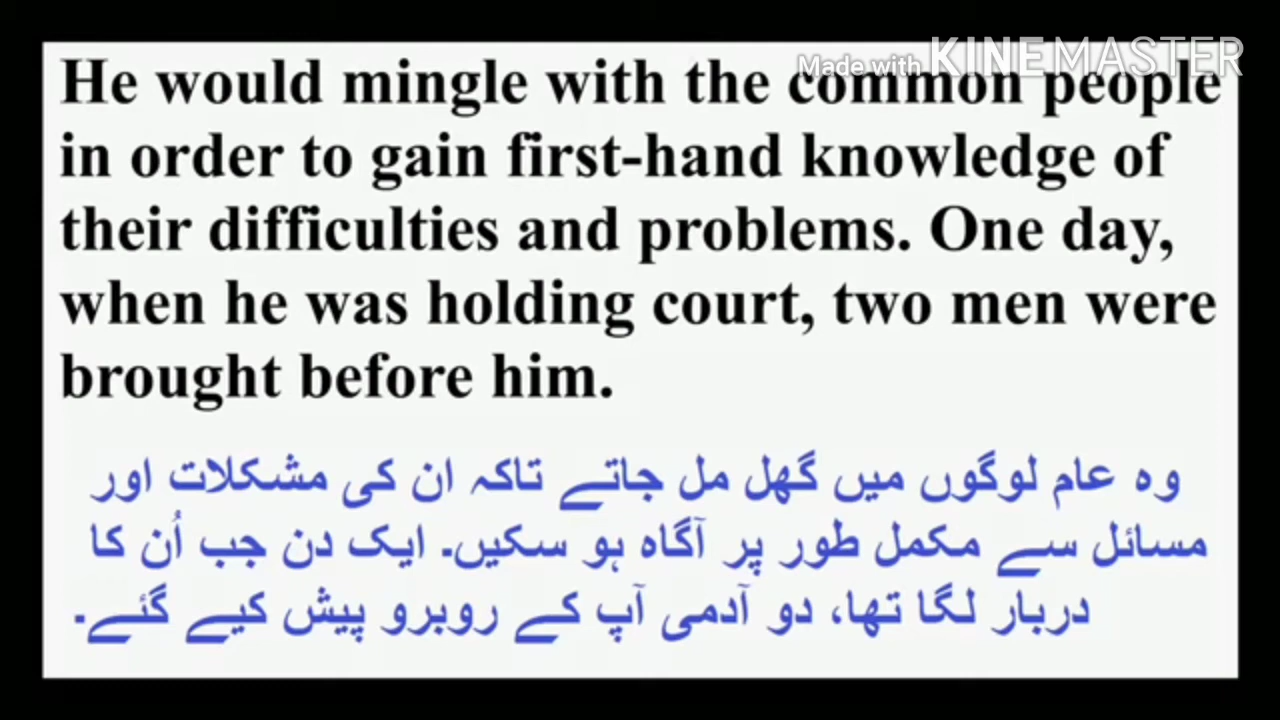 Made with KINEMASTER
He would mingle with the common people
in order to gain first-hand knowledge of
their difficulties and problems. One day,
when he was holding court, two men were
brought before him.
وہ عام لوگوں میں گھل مل جاتے تاکہ ان کی مشکلات اور
مسائل سے مکمل طور پر آگاہ ہو سکیں۔ ایک دن جب اُن کا
دربار لگا تھا، دو آدمی آپ کے روبرو پیش کیے گئے۔